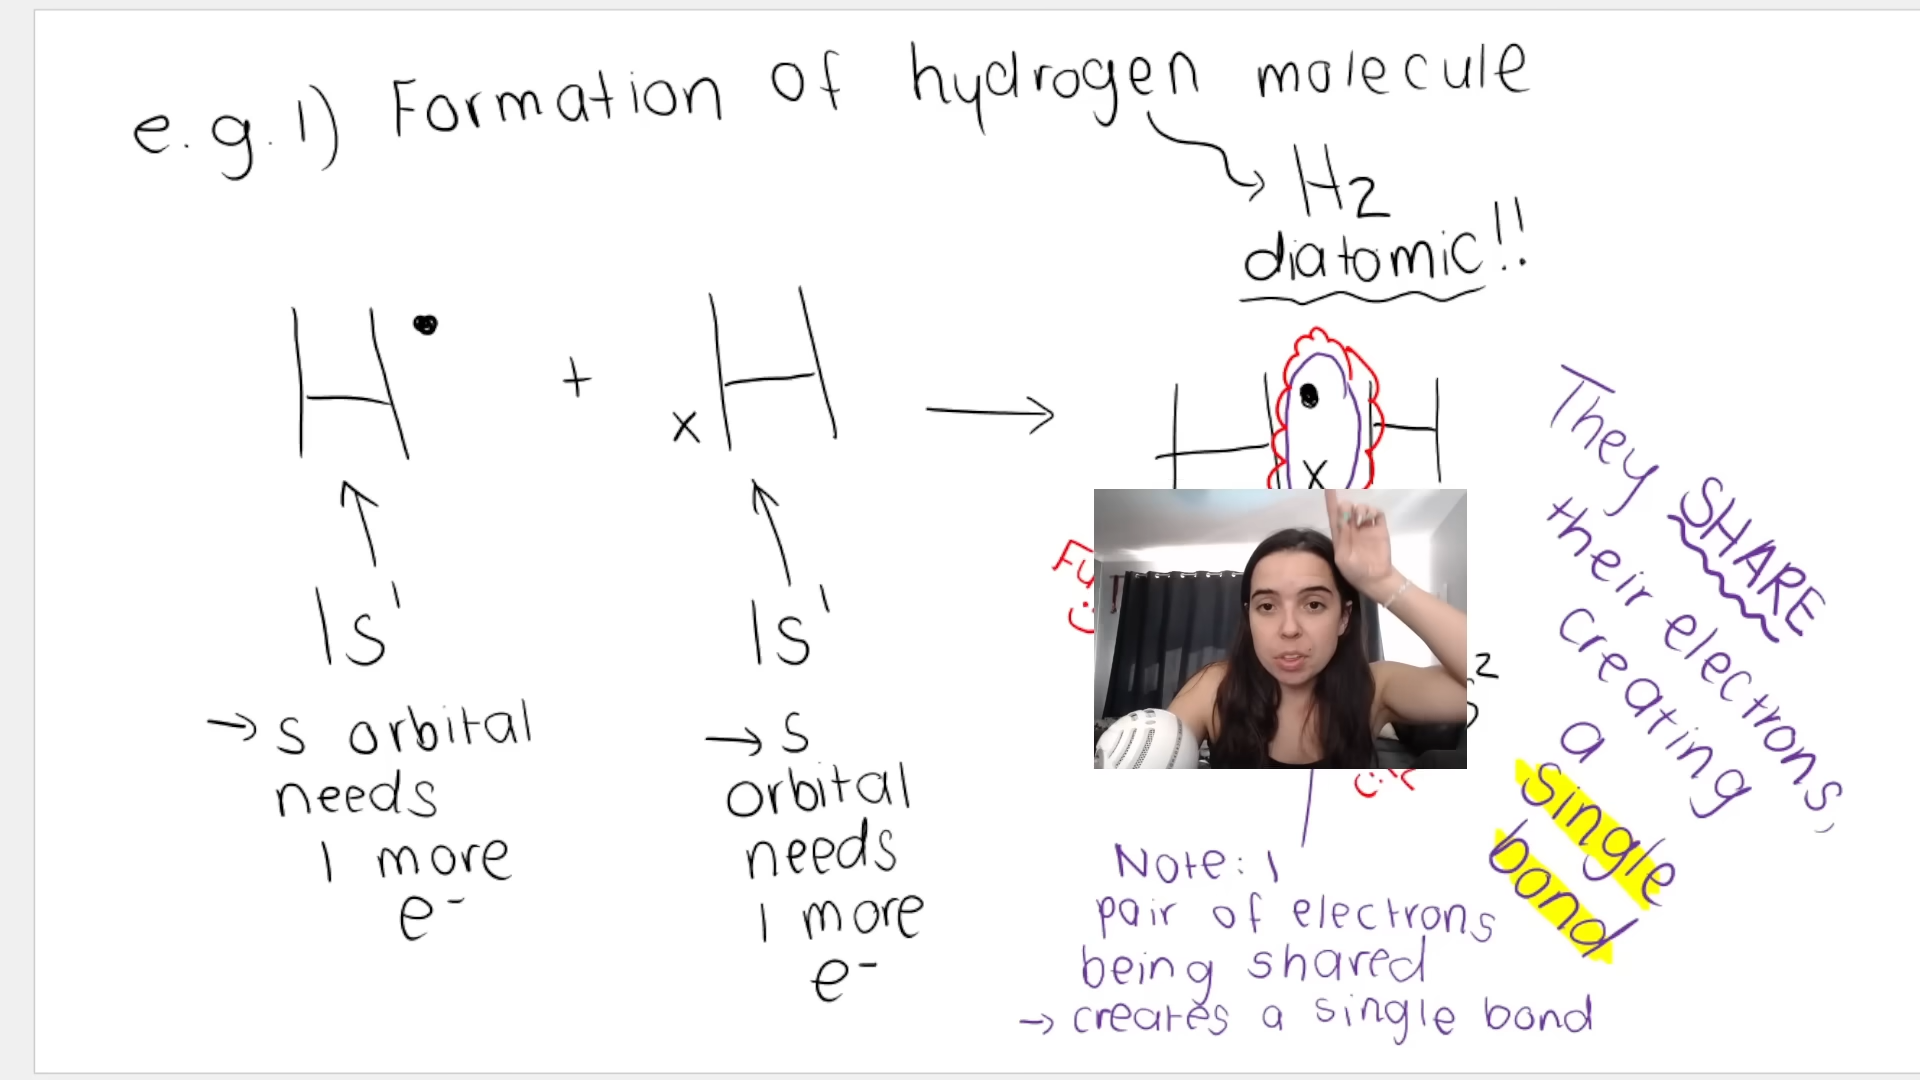 e.g. 1) Formation of hydrogen molecule
H2
diatomic!!
H + x H → H x H
1s¹
→ s orbital
needs
1 more
e⁻
1s¹
→ s
orbital
needs
1 more
e⁻
2
Note: 1
pair of electrons
being shared
→ creates a single bond
They SHARE
their electrons,
creating
a
single
bond